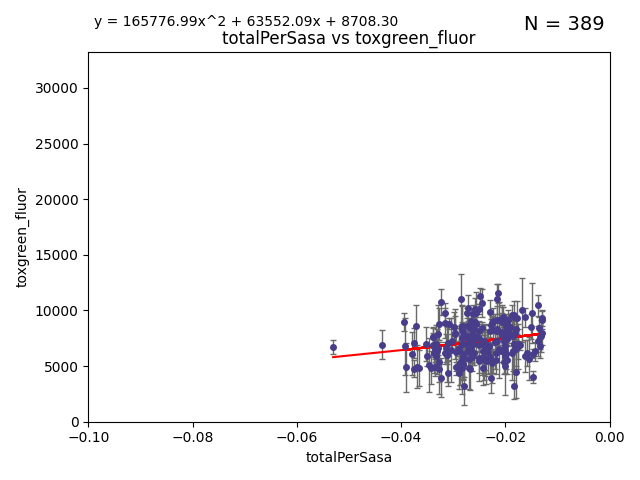 y = 165776.99x^2 + 63552.09x + 8708.30
N = 389
totalPerSasa vs toxgreen_fluor
30000
25000
20000
15000
10000
5000
0
toxgreen_fluor
−0.10
−0.08
−0.06
−0.04
−0.02
0.00
totalPerSasa